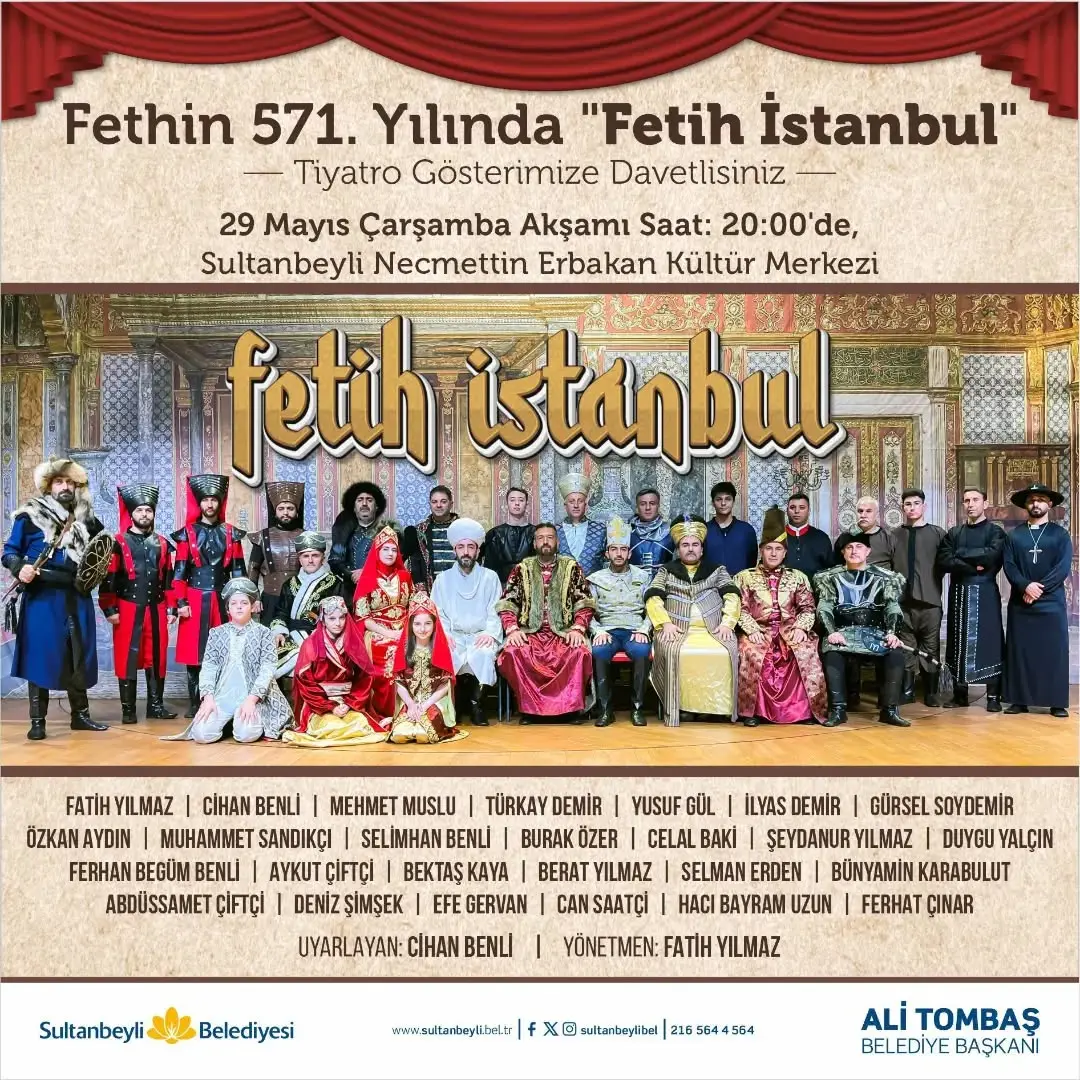 Fethin 571. Yılında "Fetih İstanbul"
— Tiyatro Gösterimize Davetlisiniz —
29 Mayıs Çarşamba Akşamı Saat: 20:00'de,
Sultanbeyli Necmettin Erbakan Kültür Merkezi
fetih istanbul
FATİH YILMAZ | CİHAN BENLİ | MEHMET MUSLU | TÜRKAY DEMİR | YUSUF GÜL | İLYAS DEMİR | GÜRSEL SOYDEMİR
ÖZKAN AYDIN | MUHAMMET SANDIKÇI | SELİMHAN BENLİ | BURAK ÖZER | CELAL BAKİ | ŞEYDANUR YILMAZ | DUYGU YALÇIN
FERHAN BEGÜM BENLİ | AYKUT ÇİFTÇİ | BEKTAŞ KAYA | BERAT YILMAZ | SELMAN ERDEN | BÜNYAMİN KARABULUT
ABDÜSSAMET ÇİFTÇİ | DENİZ ŞİMŞEK | EFE GERVAN | CAN SAATÇİ | HACI BAYRAM UZUN | FERHAT ÇINAR
UYARLAYAN: CİHAN BENLİ | YÖNETMEN: FATİH YILMAZ
Sultanbeyli Belediyesi
www.sultanbeyli.bel.tr | sultanbeylibel | 216 564 4 564
ALİ TOMBAŞ
BELEDİYE BAŞKANI